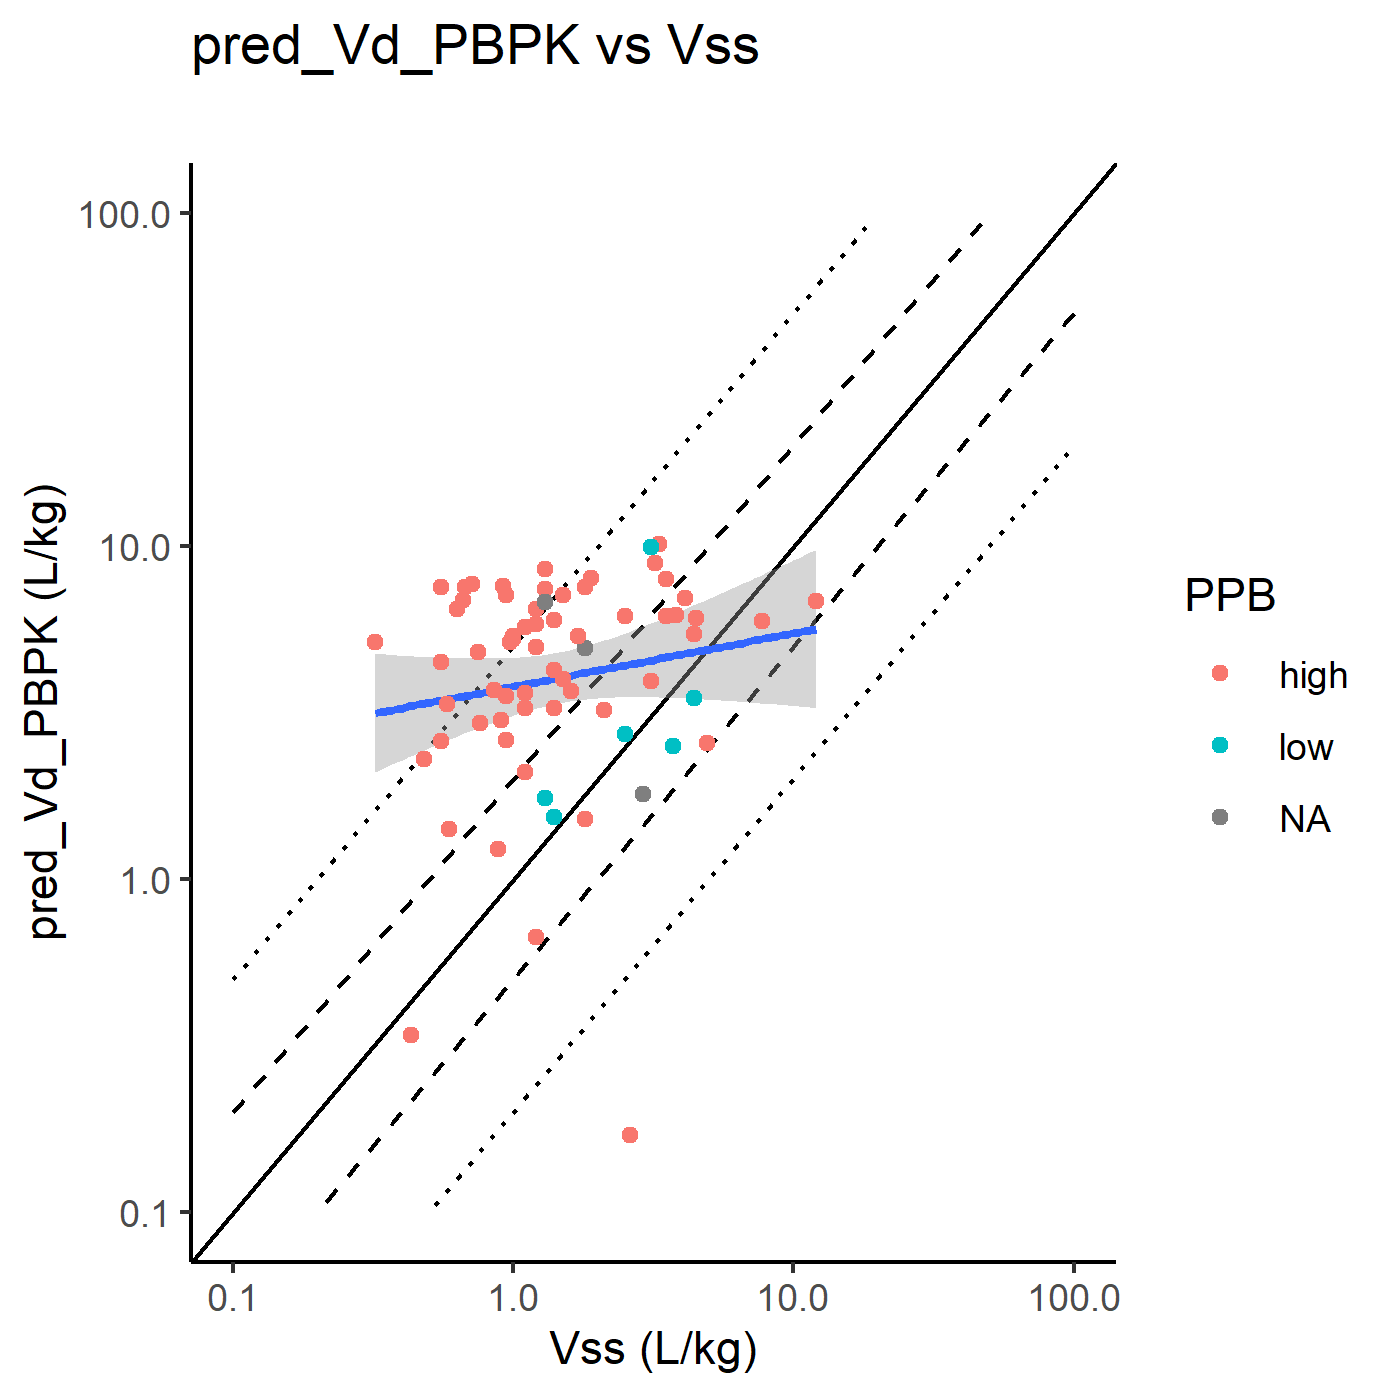 pred_Vd_PBPK vs Vss
100.0
10.0
1.0
0.1
pred_Vd_PBPK (L/kg)
0.1
1.0
10.0
100.0
Vss (L/kg)
PPB
high
low
NA